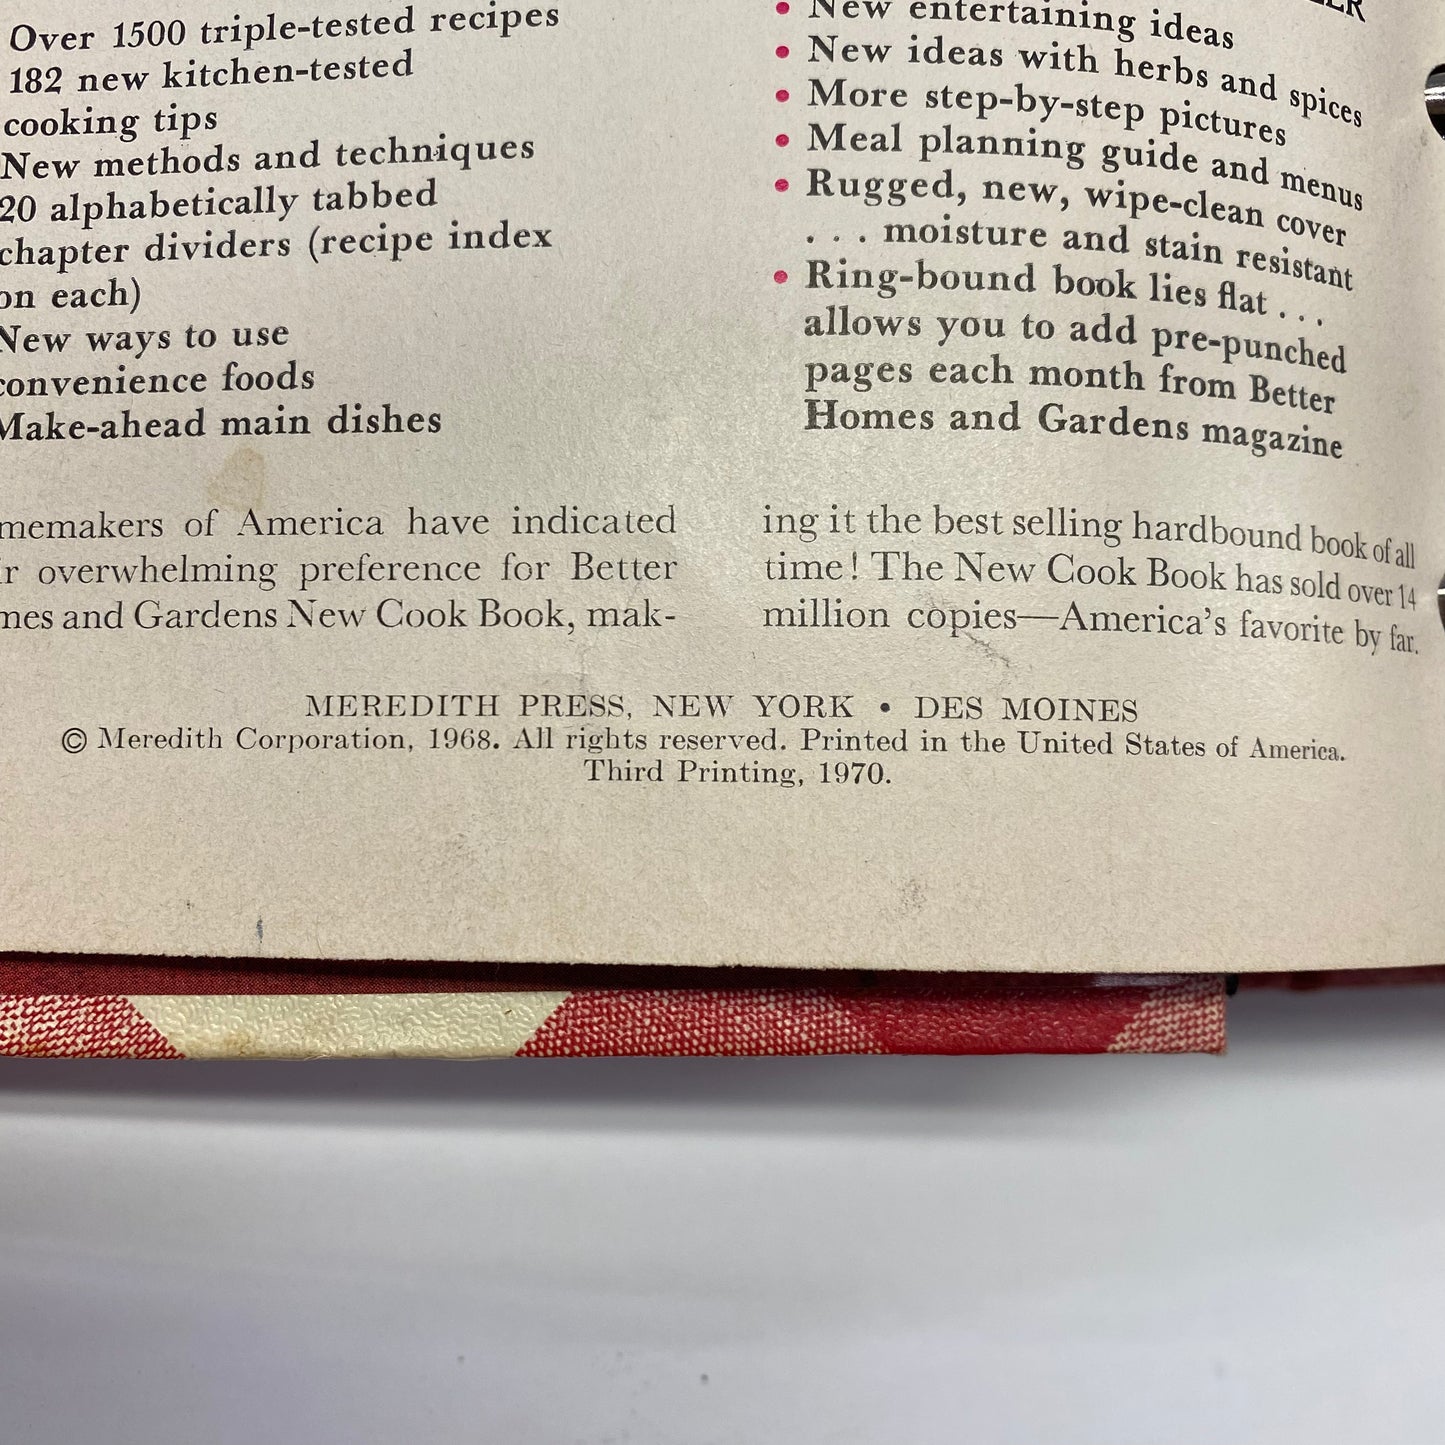 Over 1500 triple-tested recipes
182 new kitchen-tested
cooking tips
New methods and techniques
20 alphabetically tabbed
chapter dividers (recipe index
on each)
New ways to use
convenience foods
Make-ahead main dishes
• New entertaining ideas
• New ideas with herbs and spices
• More step-by-step pictures
• Meal planning guide and menus
• Rugged, new, wipe-clean cover
. . . moisture and stain resistant
• Ring-bound book lies flat . . .
allows you to add pre-punched
pages each month from Better
Homes and Gardens magazine
memakers of America have indicated
r overwhelming preference for Better
mes and Gardens New Cook Book, mak-
ing it the best selling hardbound book of all
time! The New Cook Book has sold over 14
million copies—America's favorite by far.
MEREDITH PRESS, NEW YORK • DES MOINES
© Meredith Corporation, 1968. All rights reserved. Printed in the United States of America.
Third Printing, 1970.